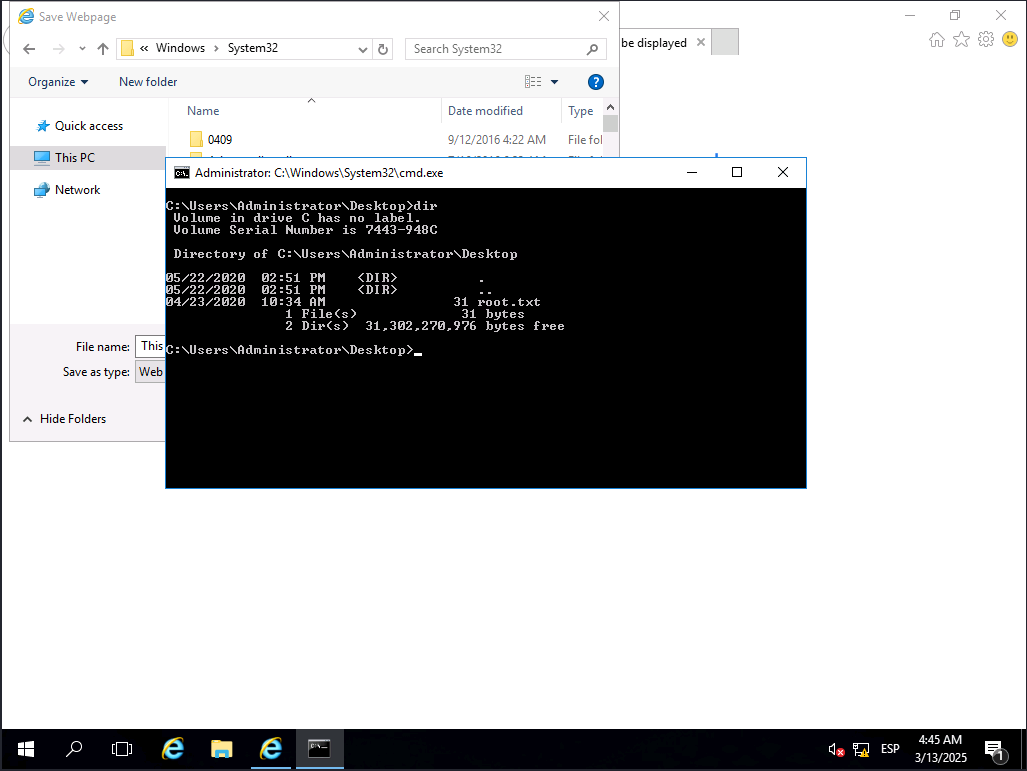 Save Webpage
« Windows > System32
Search System32
be displayed
Organize
New folder
Name
Date modified
Type
Quick access
0409
9/12/2016 4:22 AM
File fol
This PC
Network
Administrator: C:\Windows\System32\cmd.exe
C:\Users\Administrator\Desktop>dir
Volume in drive C has no label.
Volume Serial Number is 7443-948C
Directory of C:\Users\Administrator\Desktop
05/22/2020 02:51 PM <DIR> .
05/22/2020 02:51 PM <DIR> ..
04/23/2020 10:34 AM 31 root.txt
1 File(s) 31 bytes
2 Dir(s) 31,302,270,976 bytes free
C:\Users\Administrator\Desktop>
File name: This
Save as type: Web
Hide Folders
ESP
4:45 AM
3/13/2025
1